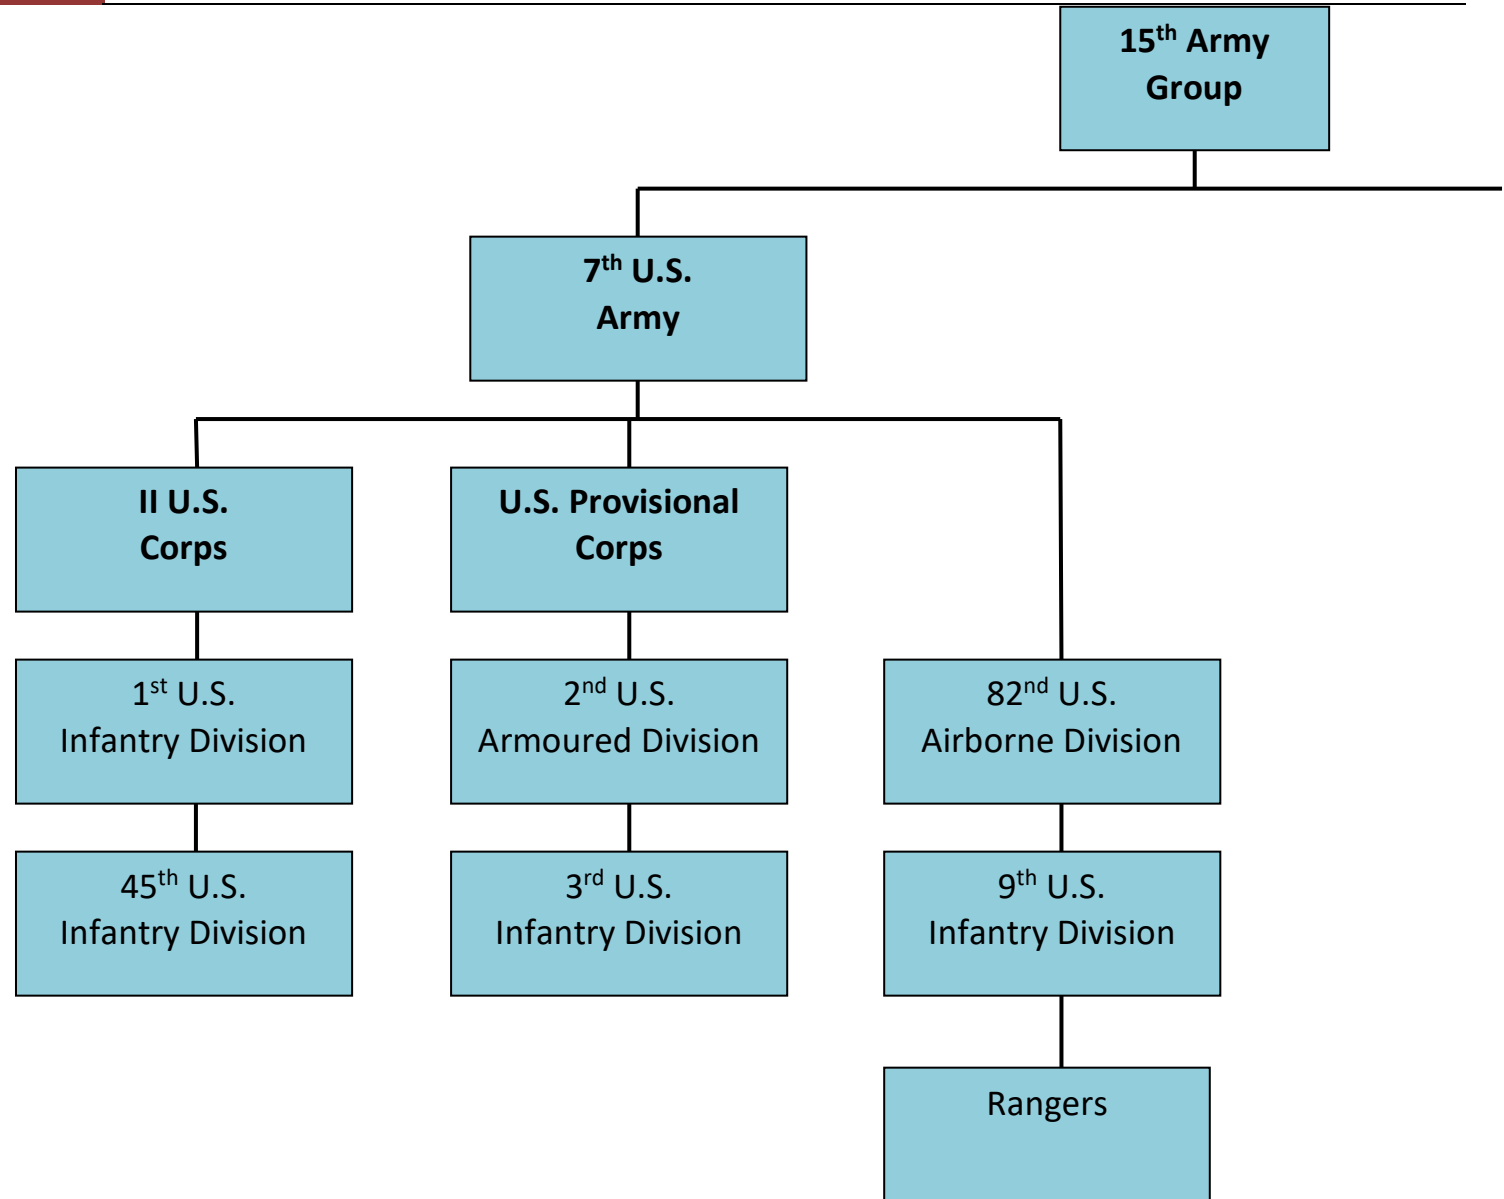 15th Army
Group
7th U.S.
Army
II U.S.
Corps
U.S. Provisional
Corps
1st U.S.
Infantry Division
2nd U.S.
Armoured Division
82nd U.S.
Airborne Division
45th U.S.
Infantry Division
3rd U.S.
Infantry Division
9th U.S.
Infantry Division
Rangers